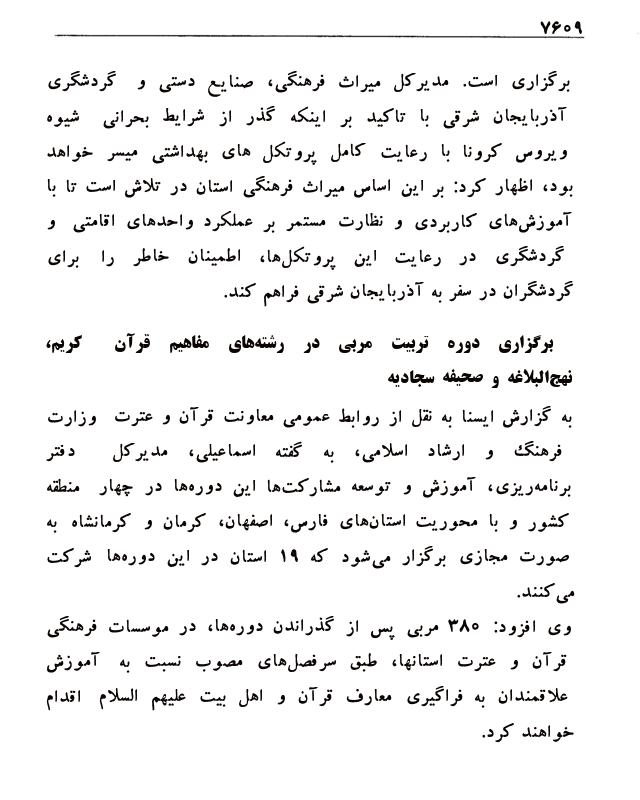 ۷۶۰۹
برگزاری است. مدیرکل میراث فرهنگی، صنایع دستی و گردشگری
آذربایجان شرقی با تاکید بر اینکه گذر از شرایط بحرانی شیوه
ویروس کرونا با رعایت کامل پروتکل های بهداشتی میسر خواهد
بود، اظهار کرد: بر این اساس میراث فرهنگی استان در تلاش است تا با
آموزش‌های کاربردی و نظارت مستمر بر عملکرد واحدهای اقامتی و
گردشگری در رعایت این پروتکل‌ها، اطمینان خاطر را برای
گردشگران در سفر به آذربایجان شرقی فراهم کند.
برگزاری دوره تربیت مربی در رشته‌های مفاهیم قرآن کریم،
نهج‌البلاغه و صحیفه سجادیه
به گزارش ایسنا به نقل از روابط عمومی معاونت قرآن و عترت وزارت
فرهنگ و ارشاد اسلامی، به گفته اسماعیلی، مدیرکل دفتر
برنامه‌ریزی، آموزش و توسعه مشارکت‌ها این دوره‌ها در چهار منطقه
کشور و با محوریت استان‌های فارس، اصفهان، کرمان و کرمانشاه به
صورت مجازی برگزار می‌شود که ۱۹ استان در این دوره‌ها شرکت
می‌کنند.
وی افزود: ۳۸۰ مربی پس از گذراندن دوره‌ها، در موسسات فرهنگی
قرآن و عترت استانها، طبق سرفصل‌های مصوب نسبت به آموزش
علاقمندان به فراگیری معارف قرآن و اهل بیت علیهم السلام اقدام
خواهند کرد.